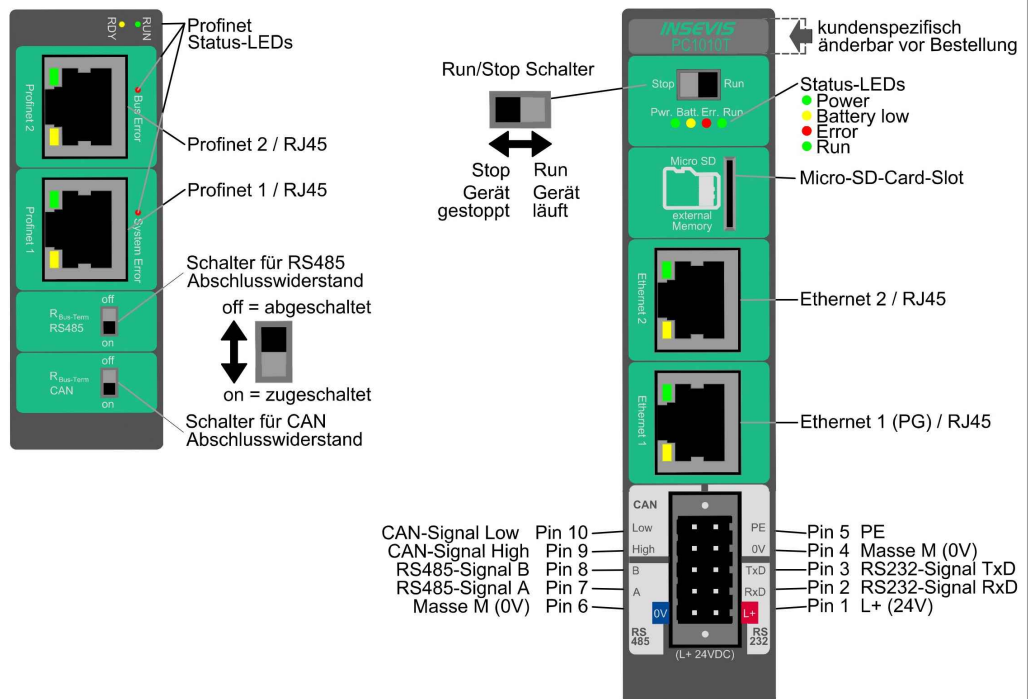 RDY
RUN
Profinet
Status-LEDs
Profinet 2
Bus Error
Profinet 2 / RJ45
Profinet 1
System Error
Profinet 1 / RJ45
Schalter für RS485
Abschlusswiderstand
off
R Bus-Term
RS485
on
off = abgeschaltet
on = zugeschaltet
off
R Bus-Term
CAN
on
Schalter für CAN
Abschlusswiderstand
Run/Stop Schalter
Stop Run
Gerät Gerät
gestoppt läuft
INSEVIS
PC1010T
kundenspezifisch
änderbar vor Bestellung
Stop Run
Pwr. Batt. Err. Run
Status-LEDs
Power
Battery low
Error
Run
Micro SD
external
Memory
Micro-SD-Card-Slot
Ethernet 2
Ethernet 2 / RJ45
Ethernet 1
Ethernet 1 (PG) / RJ45
CAN-Signal Low Pin 10
CAN-Signal High Pin 9
RS485-Signal B Pin 8
RS485-Signal A Pin 7
Masse M (0V) Pin 6
CAN
Low
High
B
A
0V
RS
485
PE
0V
TxD
RxD
L+
RS
232
(L+ 24VDC)
Pin 5 PE
Pin 4 Masse M (0V)
Pin 3 RS232-Signal TxD
Pin 2 RS232-Signal RxD
Pin 1 L+ (24V)